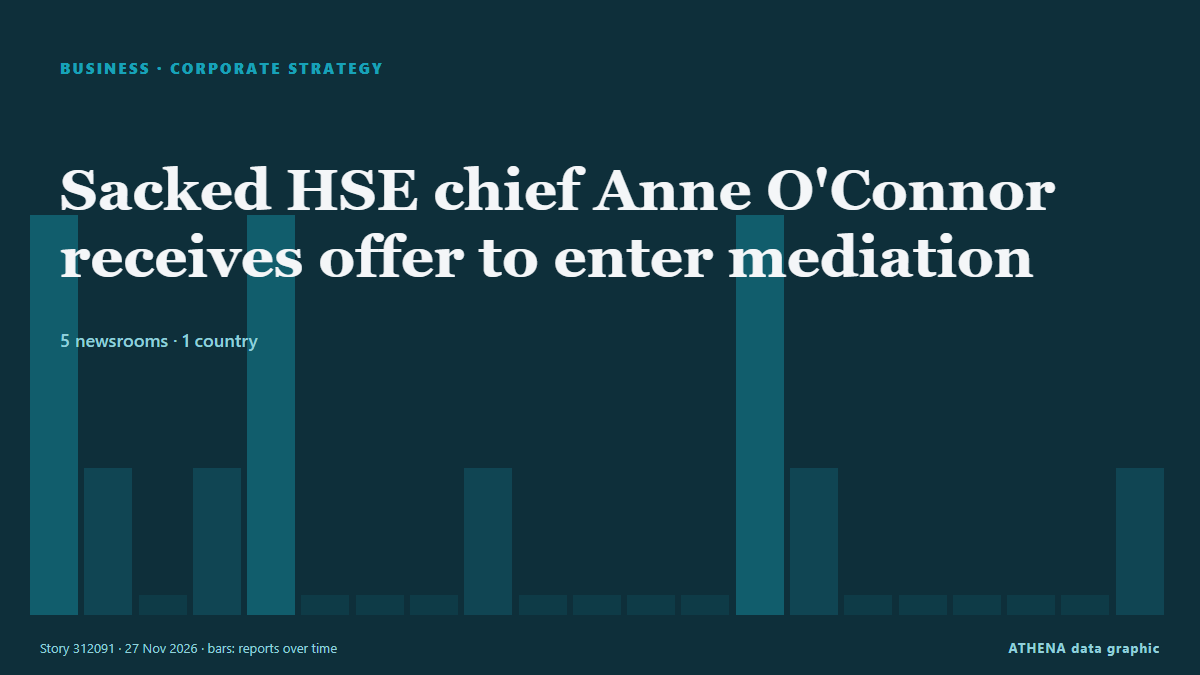 BUSINESS · CORPORATE STRATEGY
Sacked HSE chief Anne O'Connor
receives offer to enter mediation
5 newsrooms · 1 country
Story 312091 · 27 Nov 2026 · bars: reports over time
ATHENA data graphic